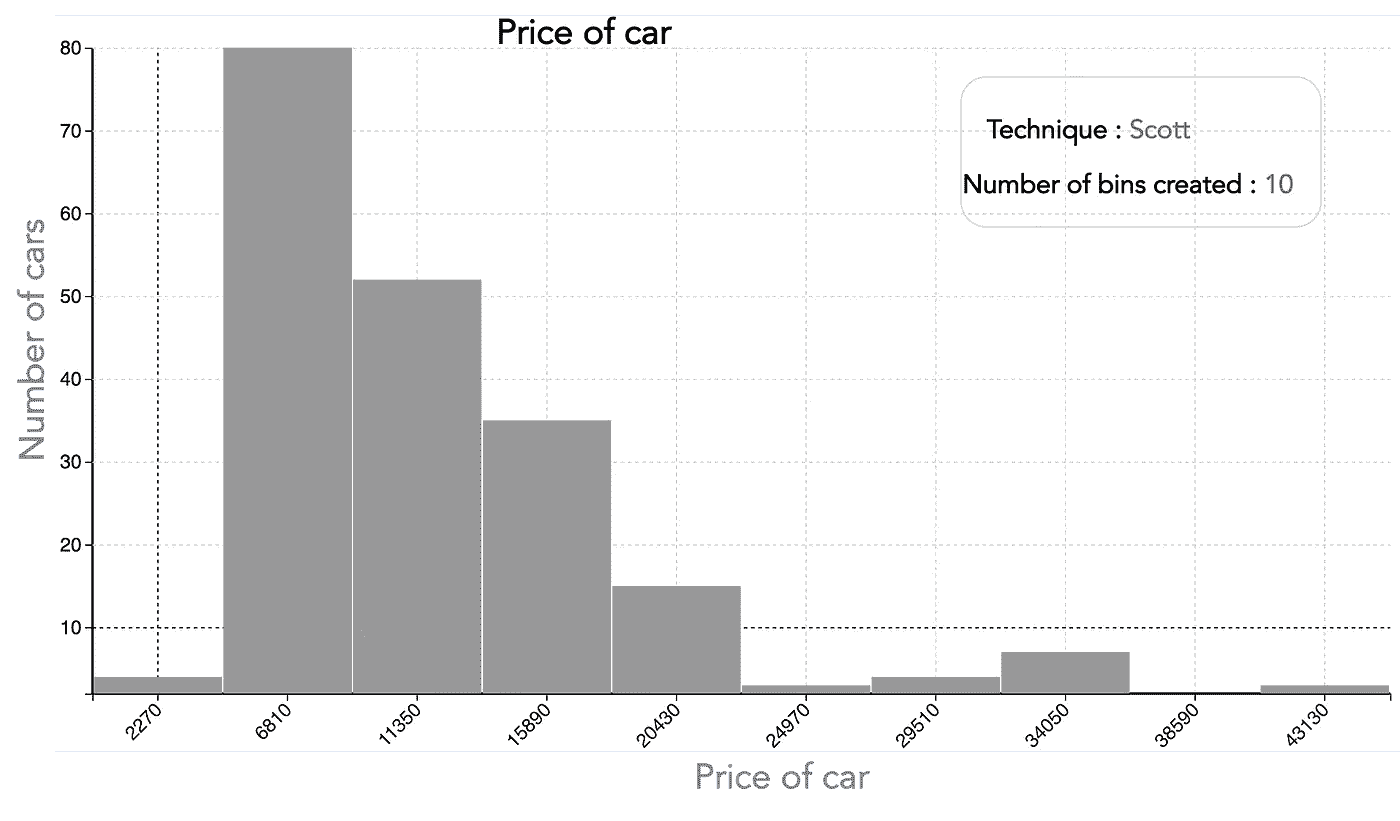 Price of car
80
70
60
50
40
30
20
10
Number of cars
Technique : Scott
Number of bins created : 10
2270 6810 11350 15890 20430 24970 29510 34050 38590 43130
Price of car